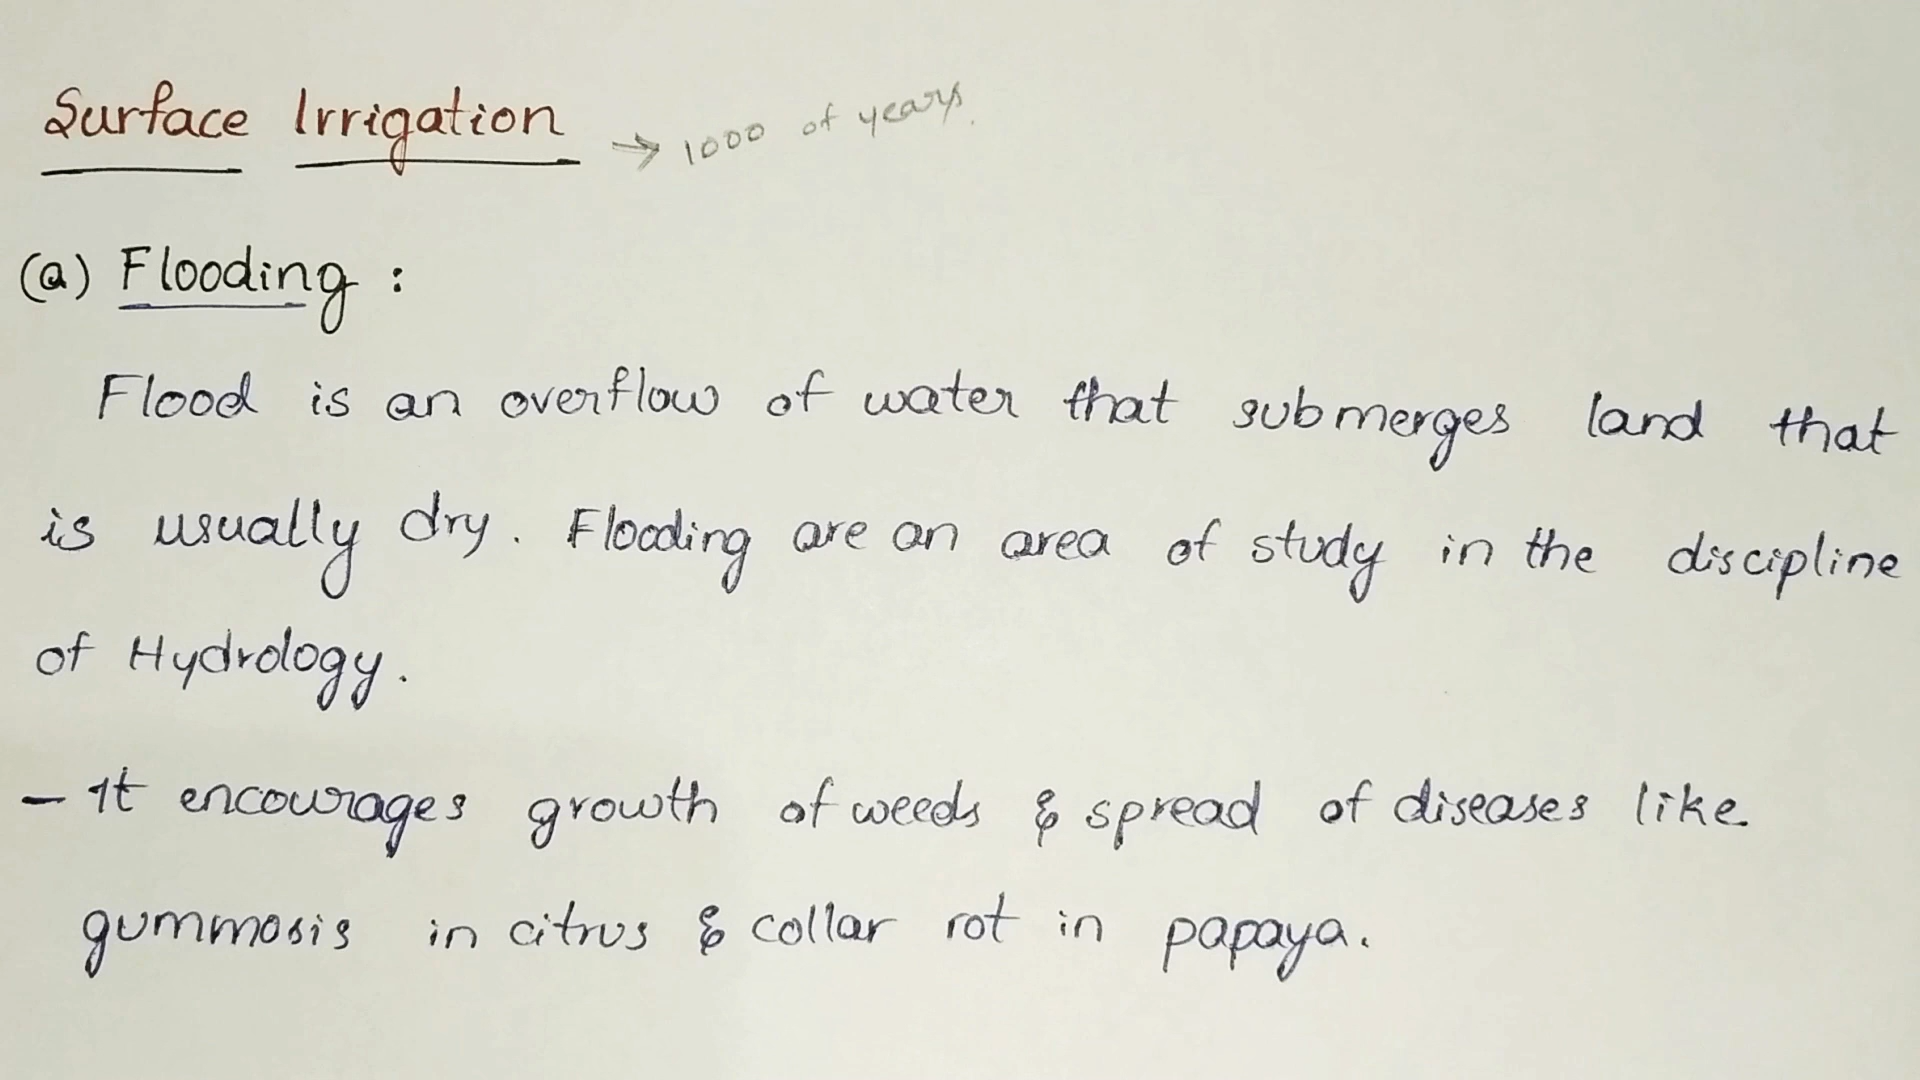 Surface Irrigation → 1000 of years.
(a) Flooding :
Flood is an overflow of water that submerges land that
is usually dry. Flooding are an area of study in the discipline
of Hydrology.
- It encourages growth of weeds & spread of diseases like
gummosis in citrus & collar rot in papaya.